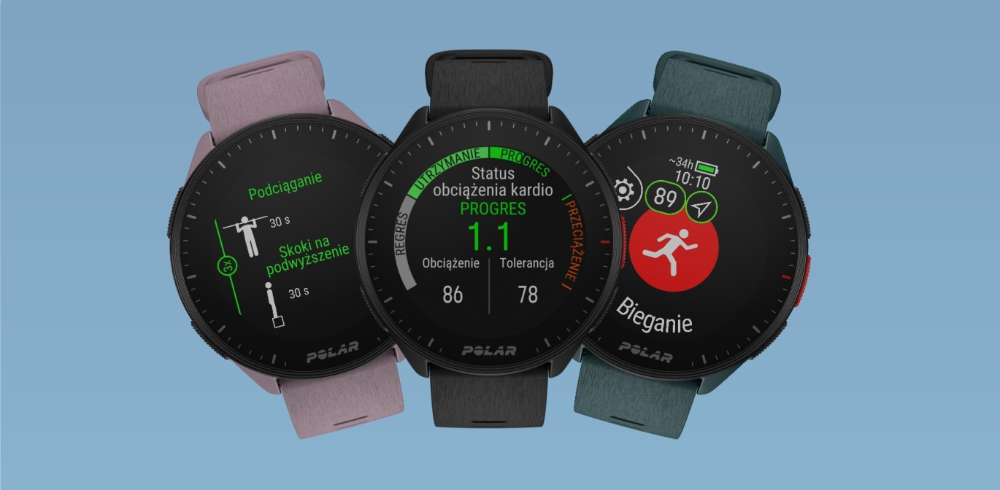 Podciąganie
30 s
3x
Skoki na
podwyższenie
30 s
POLAR
REGRES
UTRZYMANIE
PROGRES
PRZECIĄŻENIE
Status
obciążenia kardio
PROGRES
1.1
Obciążenie
Tolerancja
86
78
POLAR
~34h
10:10
89
Bieganie
POLAR